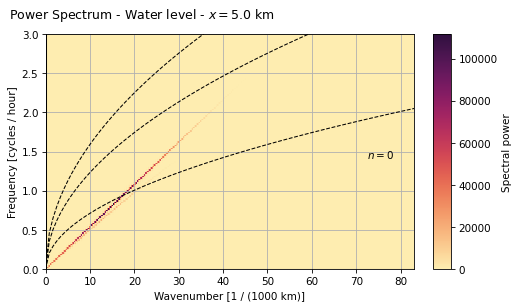 Power Spectrum - Water level - x = 5.0 km
3.0
2.5
2.0
1.5
1.0
0.5
0.0
Frequency [cycles / hour]
n = 0
0 10 20 30 40 50 60 70 80
Wavenumber [1 / (1000 km)]
100000
80000
60000
40000
20000
0
Spectral power